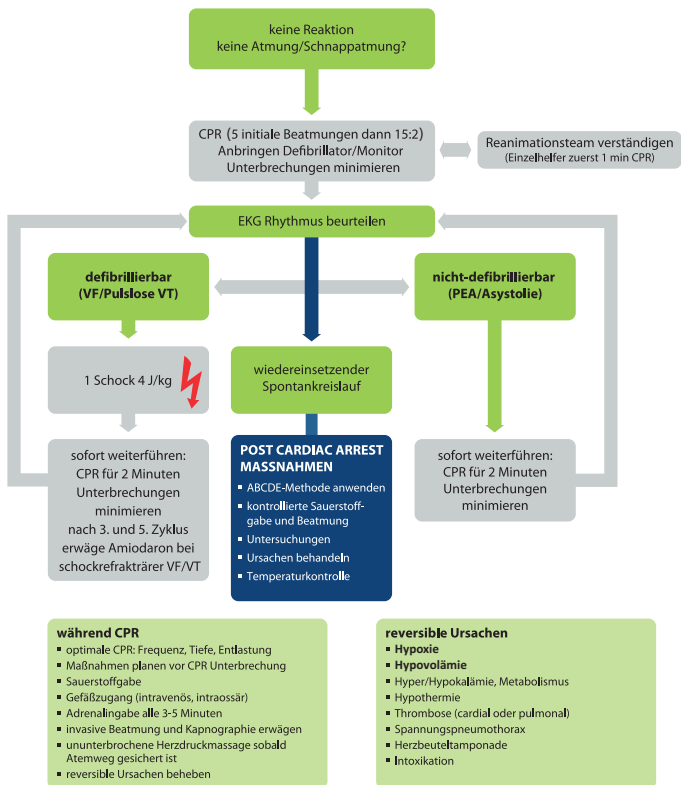 keine Reaktion
keine Atmung/Schnappatmung?
CPR (5 initiale Beatmungen dann 15:2)
Anbringen Defibrillator/Monitor
Unterbrechungen minimieren
Reanimationsteam verständigen
(Einzelhelfer zuerst 1 min CPR)
EKG Rhythmus beurteilen
defibrillierbar
(VF/Pulslose VT)
nicht-defibrillierbar
(PEA/Asystolie)
1 Schock 4 J/kg
wiedereinsetzender
Spontankreislauf
sofort weiterführen:
CPR für 2 Minuten
Unterbrechungen
minimieren
nach 3. und 5. Zyklus
erwäge Amiodaron bei
schockrefraktärer VF/VT
POST CARDIAC ARREST
MASSNAHMEN
▪ ABCDE-Methode anwenden
▪ kontrollierte Sauerstoff-
gabe und Beatmung
▪ Untersuchungen
▪ Ursachen behandeln
▪ Temperaturkontrolle
sofort weiterführen:
CPR für 2 Minuten
Unterbrechungen
minimieren
während CPR
▪ optimale CPR: Frequenz, Tiefe, Entlastung
▪ Maßnahmen planen vor CPR Unterbrechung
▪ Sauerstoffgabe
▪ Gefäßzugang (intravenös, intraossär)
▪ Adrenalingabe alle 3-5 Minuten
▪ invasive Beatmung und Kapnographie erwägen
▪ ununterbrochene Herzdruckmassage sobald
Atemweg gesichert ist
▪ reversible Ursachen beheben
reversible Ursachen
▪ Hypoxie
▪ Hypovolämie
▪ Hyper/Hypokalämie, Metabolismus
▪ Hypothermie
▪ Thrombose (cardial oder pulmonal)
▪ Spannungspneumothorax
▪ Herzbeuteltamponade
▪ Intoxikation